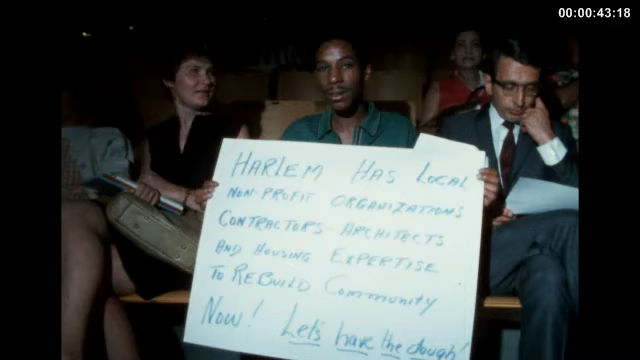 00:00:43:18
HARLEM HAS LOCAL
NON-PROFIT ORGANIZATION'S
CONTRACTORS-ARCHITECTS
AND HOUSING EXPERTISE
TO REBUILD COMMUNITY
NOW! Let's have the dough!